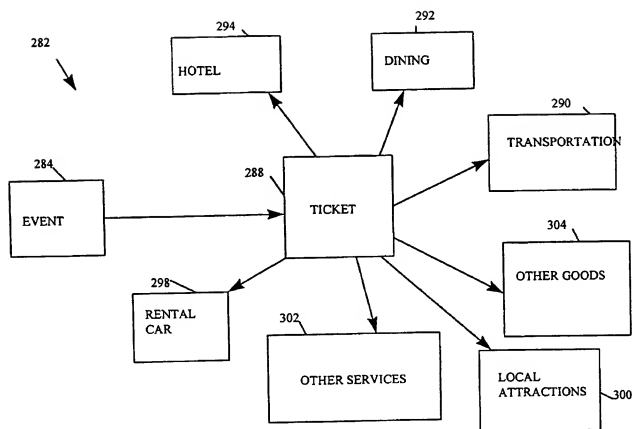 294
292
282
HOTEL
DINING
290
TRANSPORTATION
284
288
EVENT
TICKET
304
OTHER GOODS
298
RENTAL
CAR
302
OTHER SERVICES
LOCAL
ATTRACTIONS
300